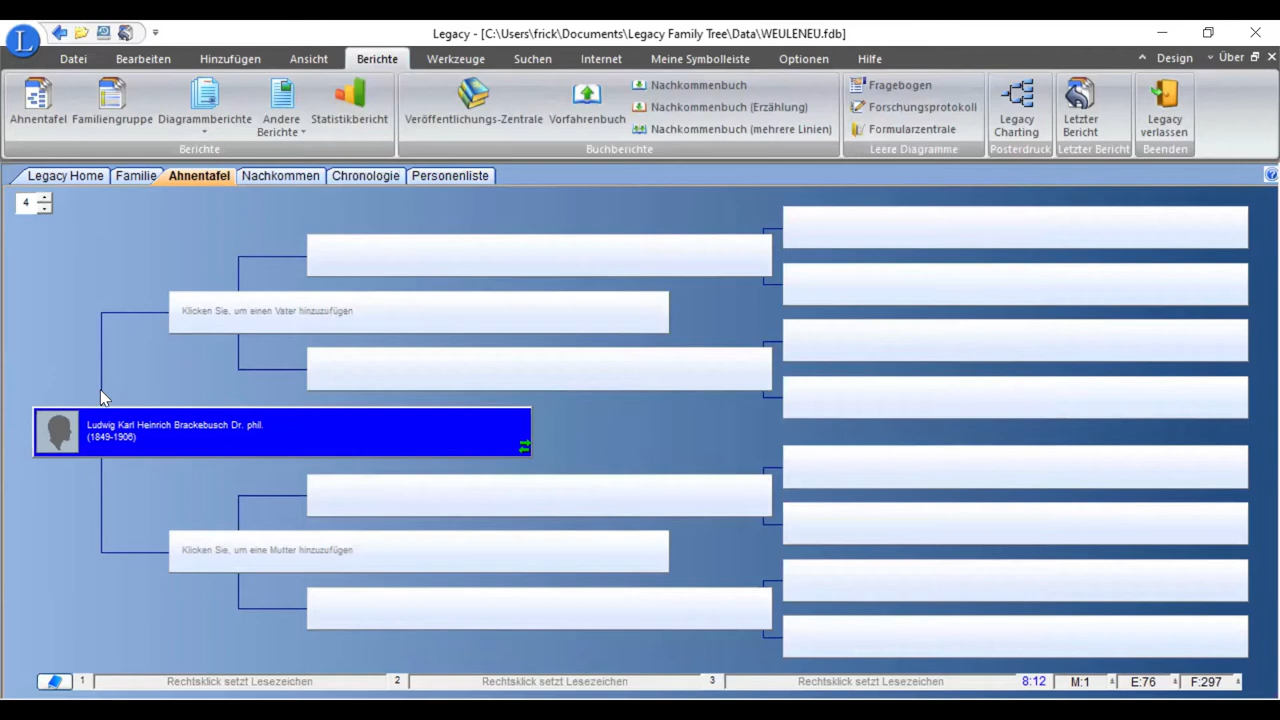 Legacy - [C:\Users\frick\Documents\Legacy Family Tree\Data\WEULENEU.fdb]
L
Datei Bearbeiten Hinzufügen Ansicht Berichte Werkzeuge Suchen Internet Meine Symbolleiste Optionen Hilfe Design Über
Ahnentafel Familiengruppe Diagrammberichte Andere Berichte Statistikbericht
Berichte
Veröffentlichungs-Zentrale Vorfahrenbuch
Nachkommenbuch
Nachkommenbuch (Erzählung)
Nachkommenbuch (mehrere Linien)
Buchberichte
Fragebogen
Forschungsprotokoll
Formularzentrale
Leere Diagramme
Legacy Charting
Posterdruck
Letzter Bericht
Letzter Bericht
Legacy verlassen
Beenden
Legacy Home Familie Ahnentafel Nachkommen Chronologie Personenliste
4
Klicken Sie, um einen Vater hinzuzufügen
Ludwig Karl Heinrich Brackebusch Dr. phil.
(1849-1906)
Klicken Sie, um eine Mutter hinzuzufügen
1 Rechtsklick setzt Lesezeichen 2 Rechtsklick setzt Lesezeichen 3 Rechtsklick setzt Lesezeichen 8:12 M:1 E:76 F:297